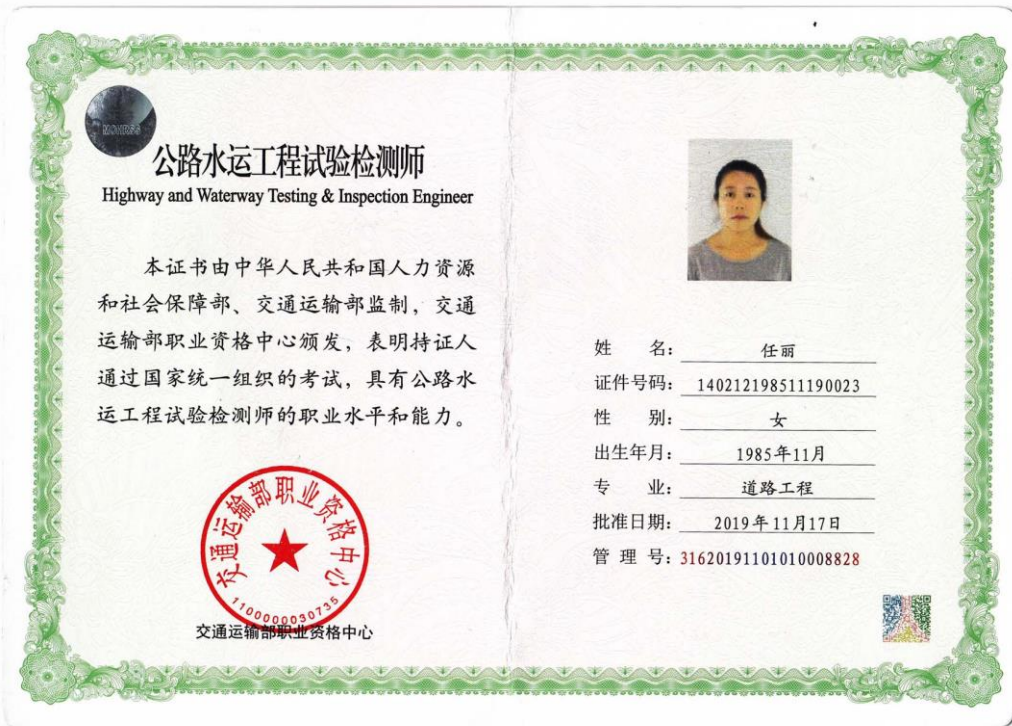 MOHRSS
公路水运工程试验检测师
Highway and Waterway Testing & Inspection Engineer
本证书由中华人民共和国人力资源
和社会保障部、交通运输部监制，交通
运输部职业资格中心颁发，表明持证人
通过国家统一组织的考试，具有公路水
运工程试验检测师的职业水平和能力。
交通运输部职业资格中心
1100000030735
交通运输部职业资格中心
姓 名： 任丽
证件号码： 140212198511190023
性 别： 女
出生年月： 1985年11月
专 业： 道路工程
批准日期： 2019年11月17日
管 理 号： 31620191101010008828